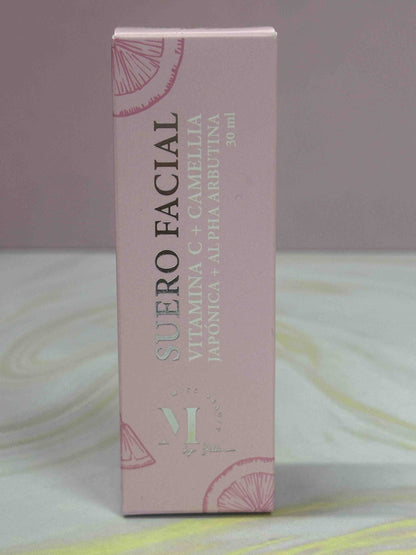 SUERO FACIAL
VITAMINA C + CAMELLIA
JAPONICA + ALPHA ARBUTINA
30 ml
M